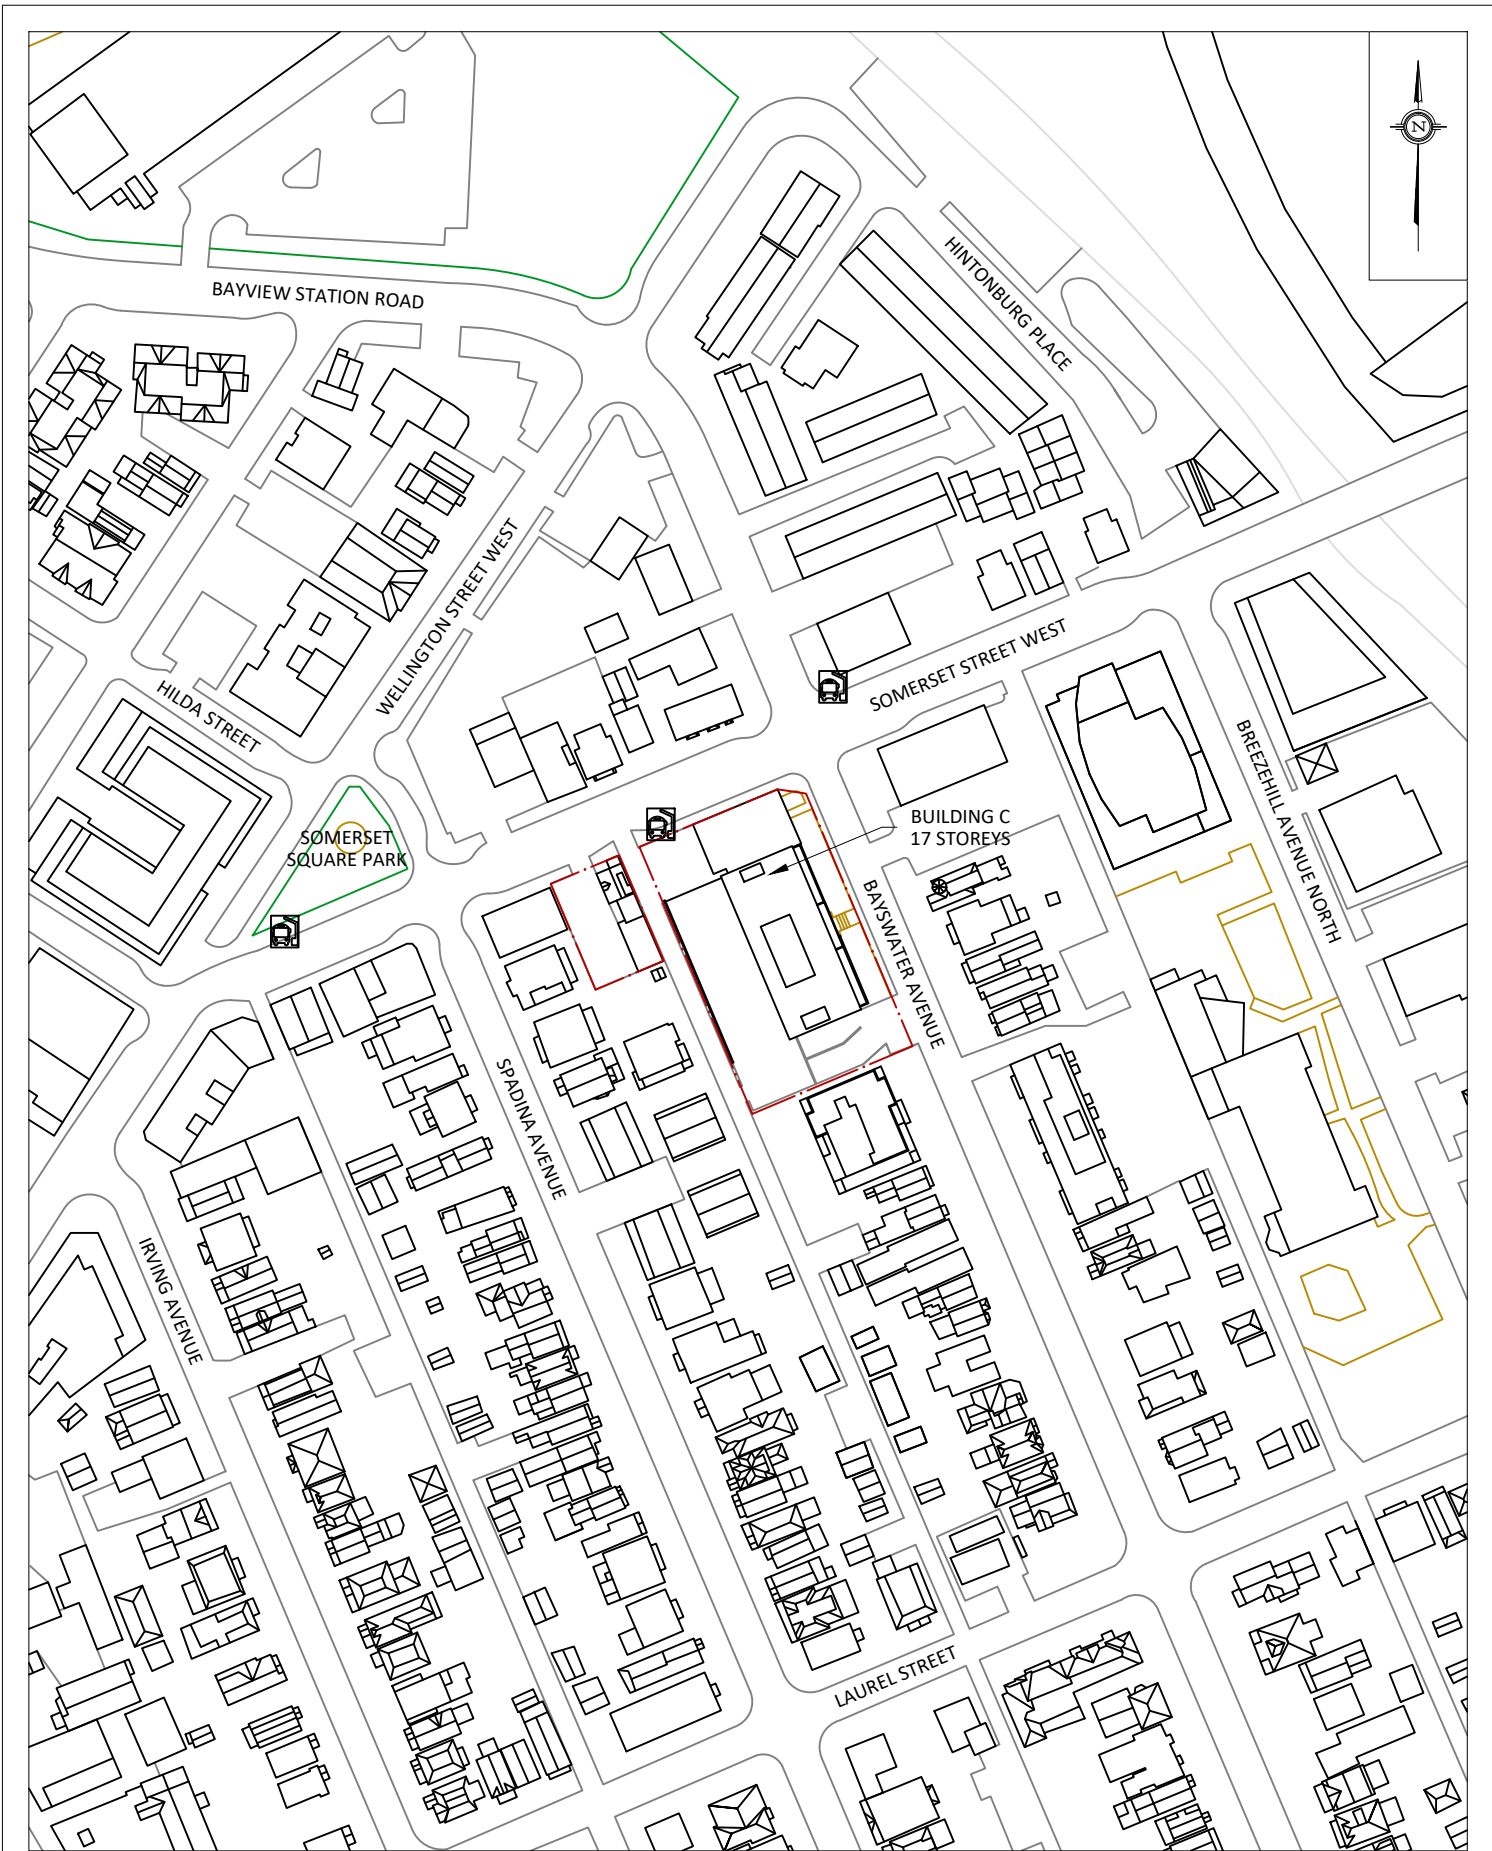 N
BAYVIEW STATION ROAD
HINTONBURG PLACE
WELLINGTON STREET WEST
HILDA STREET
SOMERSET STREET WEST
BREEZEHILL AVENUE NORTH
SOMERSET
SQUARE PARK
BUILDING C
17 STOREYS
BAYSWATER AVENUE
SPADINA AVENUE
IRVING AVENUE
LAUREL STREET